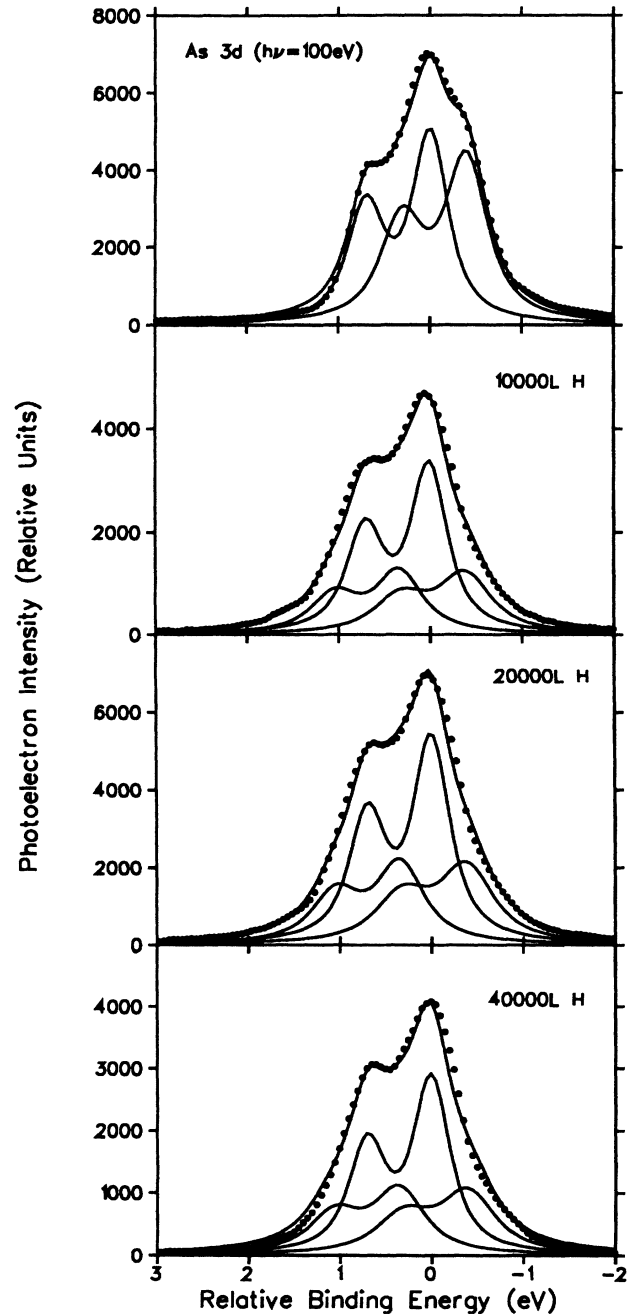 Photoelectron Intensity (Relative Units)
8000
As 3d (hν=100eV)
6000
4000
2000
0
10000L H
4000
2000
0
20000L H
6000
4000
2000
0
40000L H
4000
3000
2000
1000
0
3 2 1 0 -1 -2
Relative Binding Energy (eV)